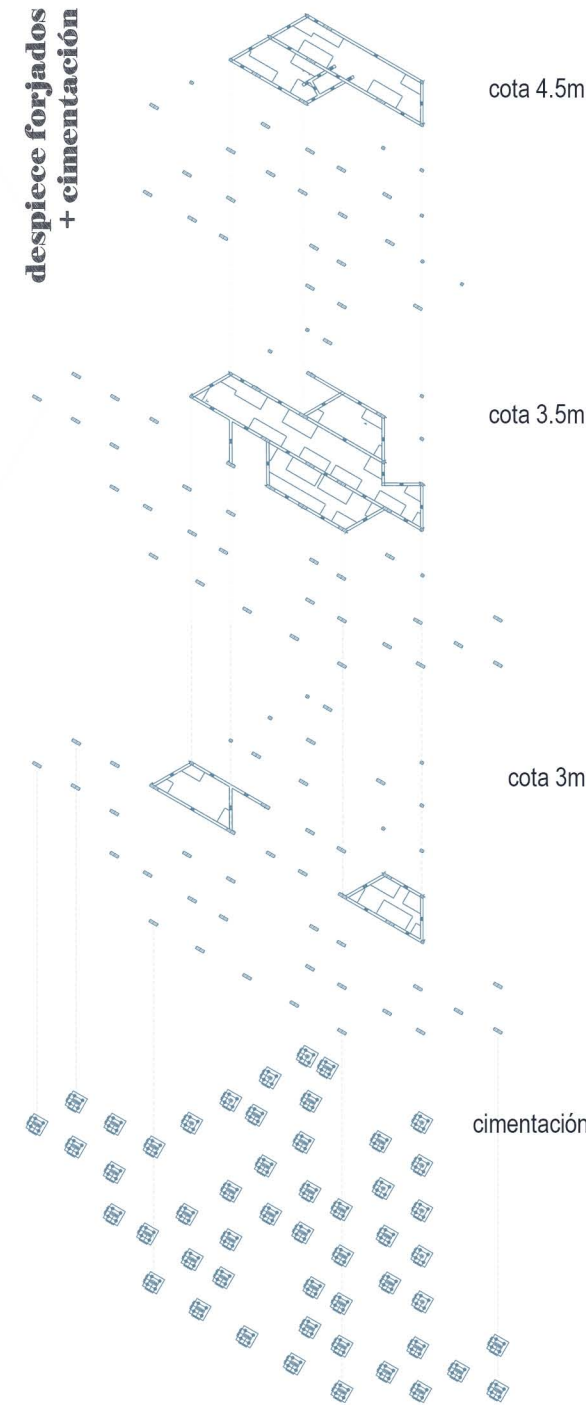 despiece forjados
+ cimentación
cota 4.5m
cota 3.5m
cota 3m
cimentación